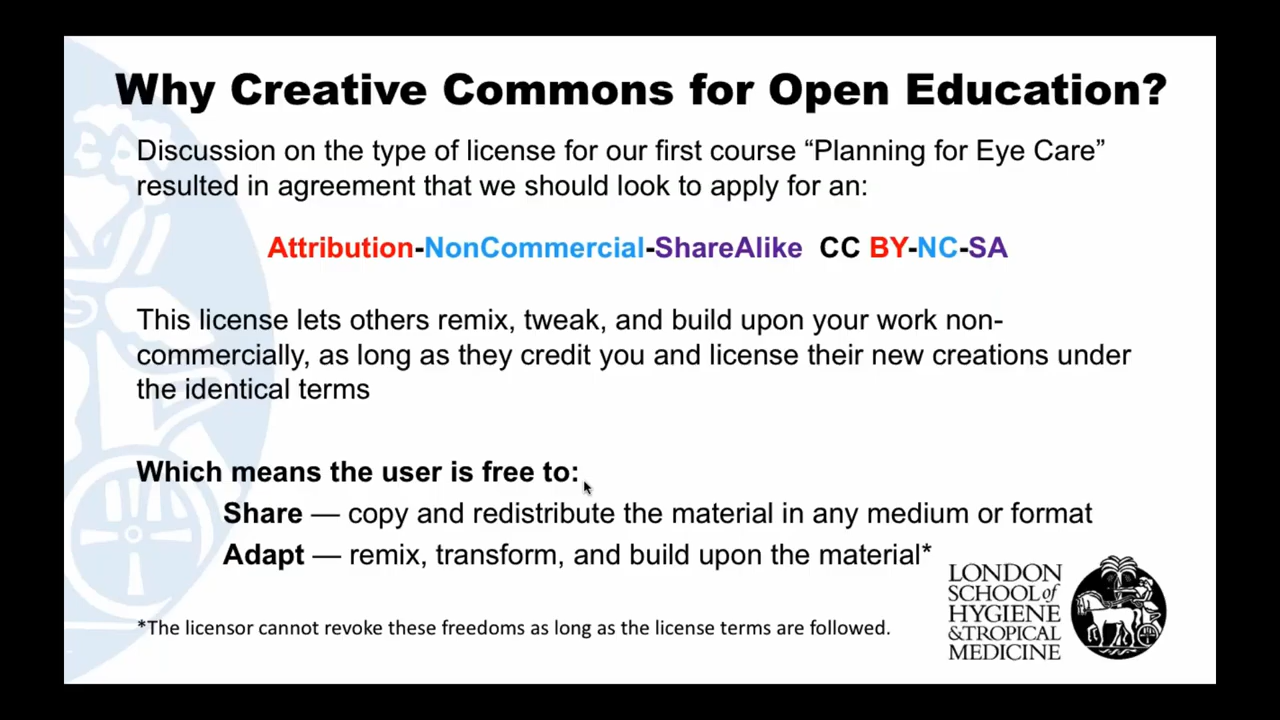 Why Creative Commons for Open Education?
Discussion on the type of license for our first course “Planning for Eye Care”
resulted in agreement that we should look to apply for an:
Attribution-NonCommercial-ShareAlike CC BY-NC-SA
This license lets others remix, tweak, and build upon your work non-
commercially, as long as they credit you and license their new creations under
the identical terms
Which means the user is free to:
Share — copy and redistribute the material in any medium or format
Adapt — remix, transform, and build upon the material*
*The licensor cannot revoke these freedoms as long as the license terms are followed.
LONDON
SCHOOL of
HYGIENE
&TROPICAL
MEDICINE